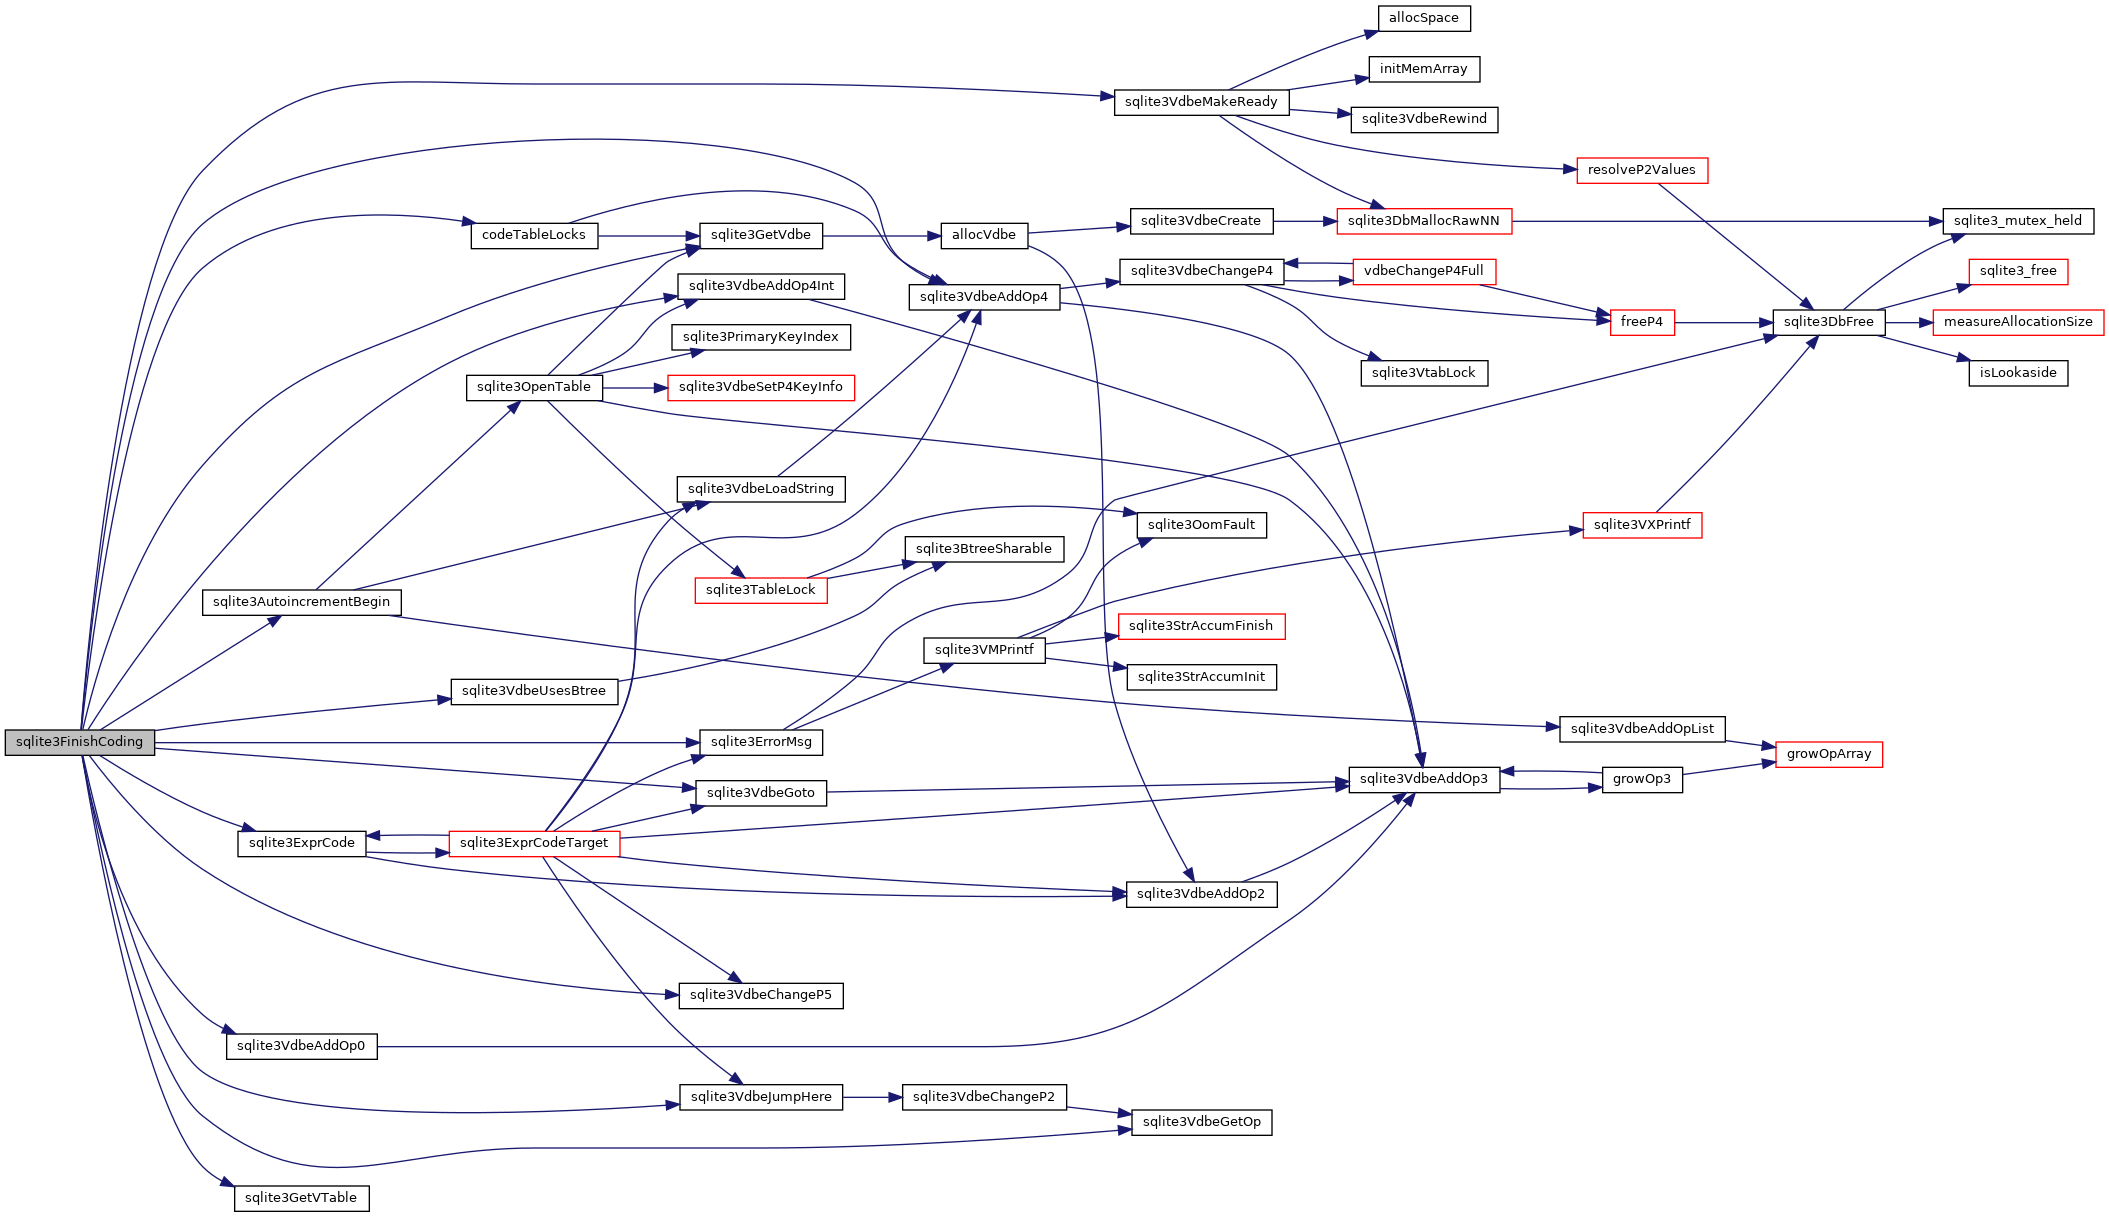 allocSpace
initMemArray
sqlite3VdbeMakeReady
sqlite3VdbeRewind
resolveP2Values
sqlite3VdbeCreate
sqlite3DbMallocRawNN
sqlite3_mutex_held
codeTableLocks
sqlite3GetVdbe
allocVdbe
sqlite3VdbeChangeP4
vdbeChangeP4Full
sqlite3_free
sqlite3VdbeAddOp4Int
sqlite3VdbeAddOp4
freeP4
sqlite3DbFree
measureAllocationSize
sqlite3PrimaryKeyIndex
sqlite3VtabLock
isLookaside
sqlite3OpenTable
sqlite3VdbeSetP4KeyInfo
sqlite3VdbeLoadString
sqlite3OomFault
sqlite3VXPrintf
sqlite3BtreeSharable
sqlite3TableLock
sqlite3AutoincrementBegin
sqlite3StrAccumFinish
sqlite3VMPrintf
sqlite3StrAccumInit
sqlite3VdbeUsesBtree
sqlite3VdbeAddOpList
sqlite3FinishCoding
sqlite3ErrorMsg
growOpArray
sqlite3VdbeGoto
sqlite3VdbeAddOp3
growOp3
sqlite3ExprCode
sqlite3ExprCodeTarget
sqlite3VdbeAddOp2
sqlite3VdbeChangeP5
sqlite3VdbeAddOp0
sqlite3VdbeJumpHere
sqlite3VdbeChangeP2
sqlite3VdbeGetOp
sqlite3GetVTable